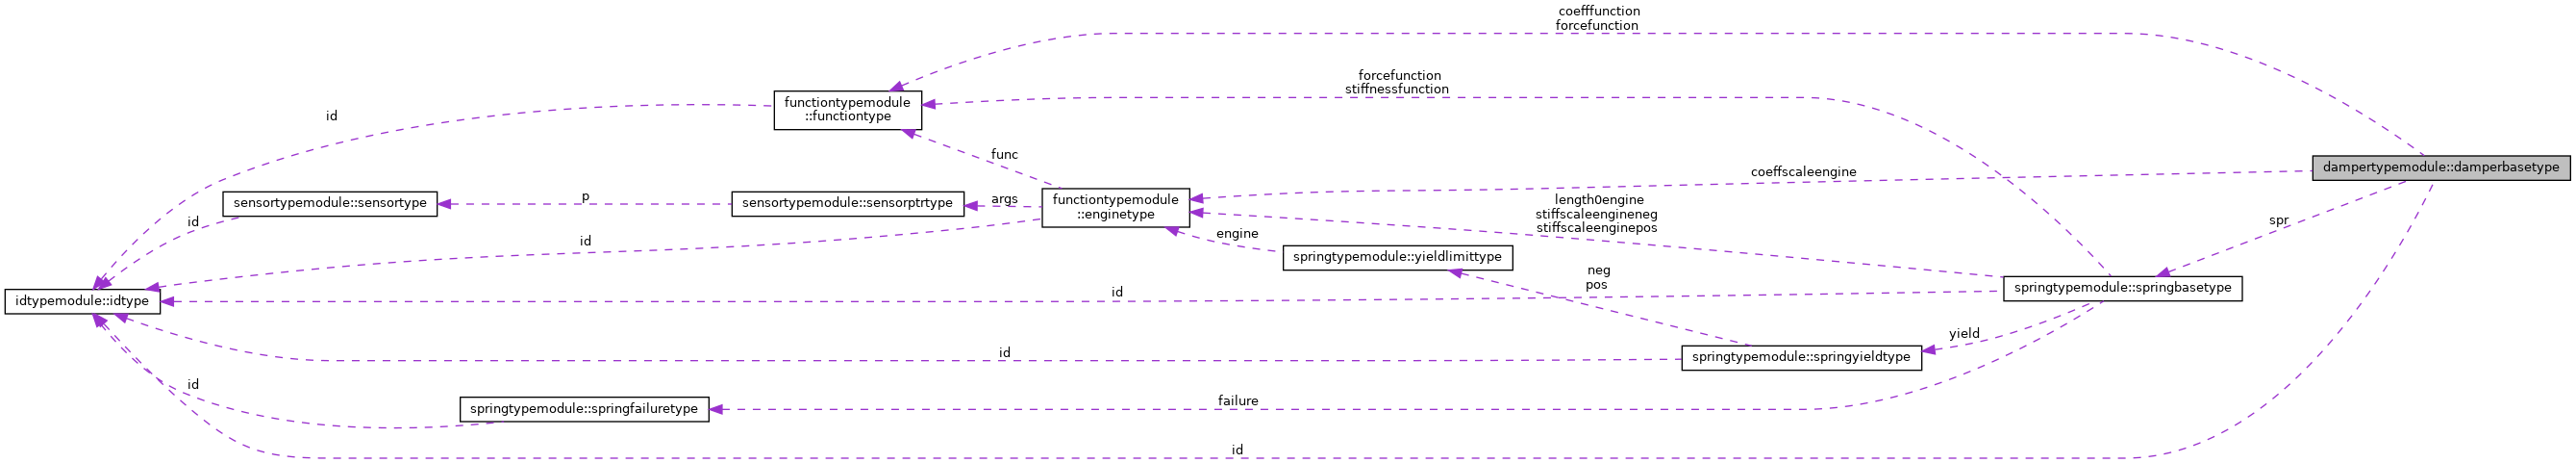 coefffunction
forcefunction
forcefunction
stiffnessfunction
functiontypemodule
::functiontype
id
func
dampertypemodule::damperbasetype
coeffscaleengine
sensortypemodule::sensortype
p
sensortypemodule::sensorptrtype
args
functiontypemodule
::enginetype
length0engine
stiffscaleengineneg
stiffscaleenginepos
spr
id
engine
id
springtypemodule::yieldlimittype
neg
pos
springtypemodule::springbasetype
idtypemodule::idtype
id
yield
id
springtypemodule::springyieldtype
id
springtypemodule::springfailuretype
failure
id